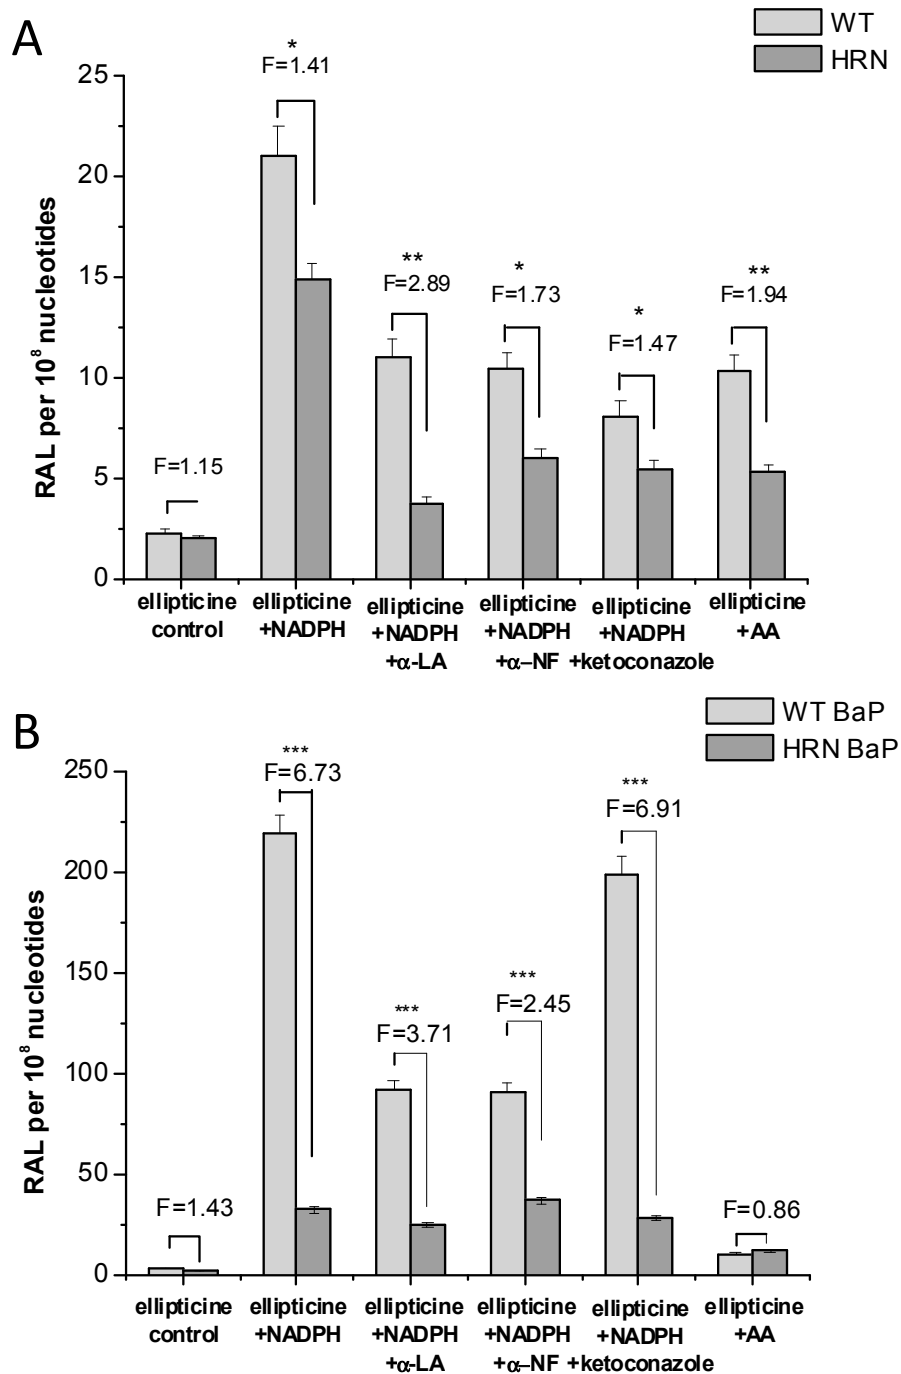 A
WT
HRN
RAL per 10⁸ nucleotides
25
20
15
10
5
0
*
F=1.41
**
F=2.89
*
F=1.73
*
F=1.47
**
F=1.94
F=1.15
ellipticine
control
ellipticine
+NADPH
ellipticine
+NADPH
+α-LA
ellipticine
+NADPH
+α–NF
ellipticine
+NADPH
+ketoconazole
ellipticine
+AA
B
WT BaP
HRN BaP
RAL per 10⁸ nucleotides
250
200
150
100
50
0
***
F=6.73
***
F=6.91
***
F=3.71
***
F=2.45
F=1.43
F=0.86
ellipticine
control
ellipticine
+NADPH
ellipticine
+NADPH
+α-LA
ellipticine
+NADPH
+α–NF
ellipticine
+NADPH
+ketoconazole
ellipticine
+AA